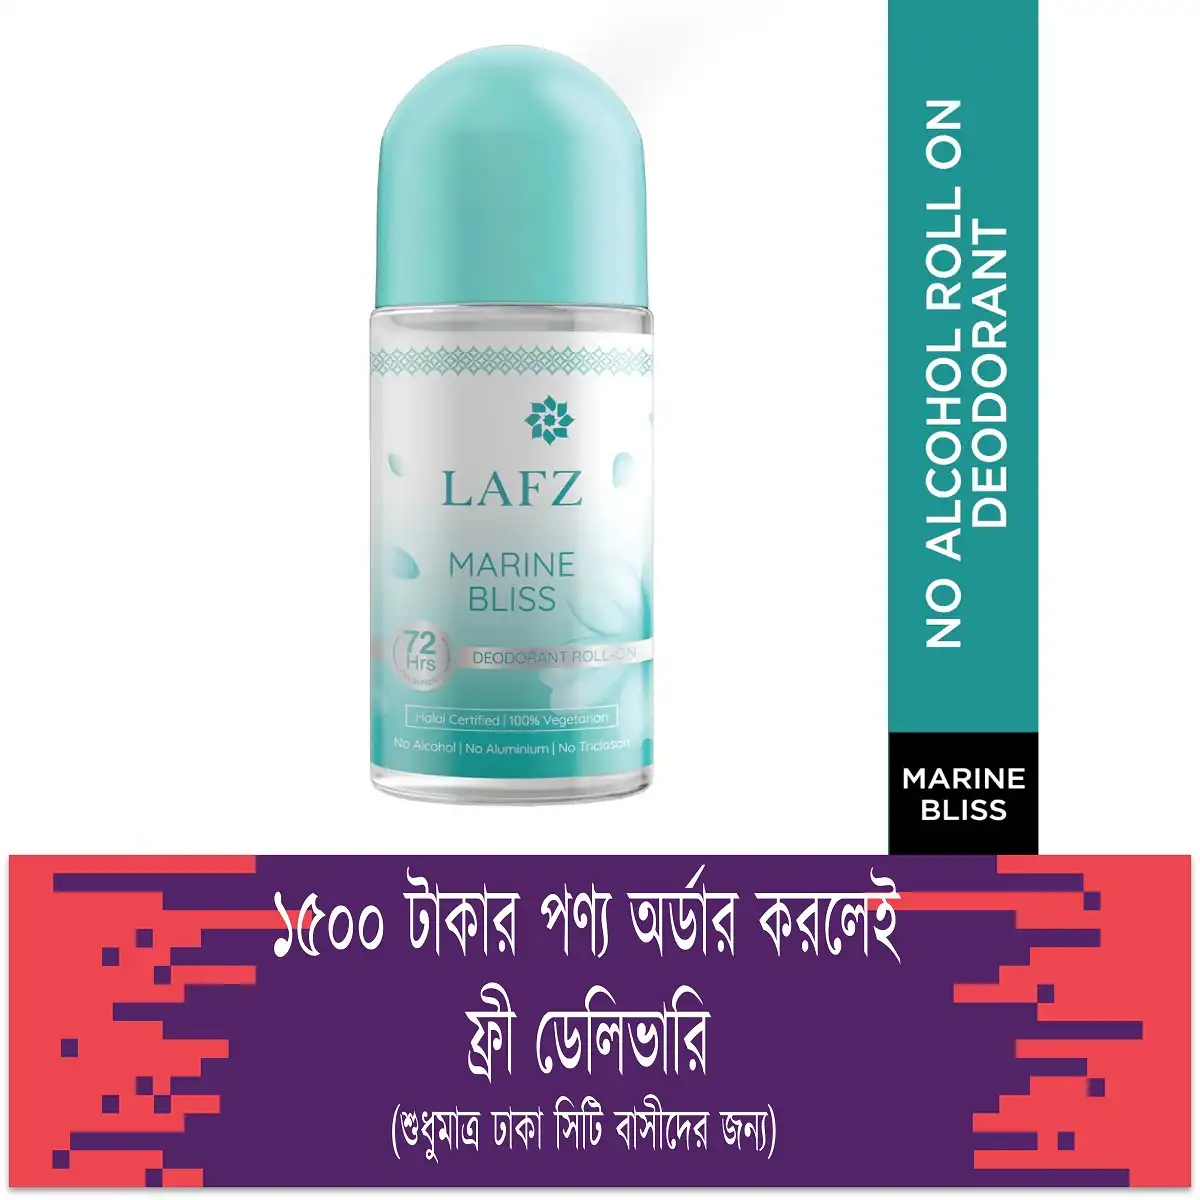 LAFZ
MARINE
BLISS
72
Hrs
DEODORANT ROLL-ON
Halal Certified | 100% Vegetarian
No Alcohol | No Aluminium | No Triclosan
NO ALCOHOL ROLL ON
DEODORANT
MARINE
BLISS
১৫০০ টাকার পণ্য অর্ডার করলেই
ফ্রী ডেলিভারি
(শুধুমাত্র ঢাকা সিটি বাসীদের জন্য)